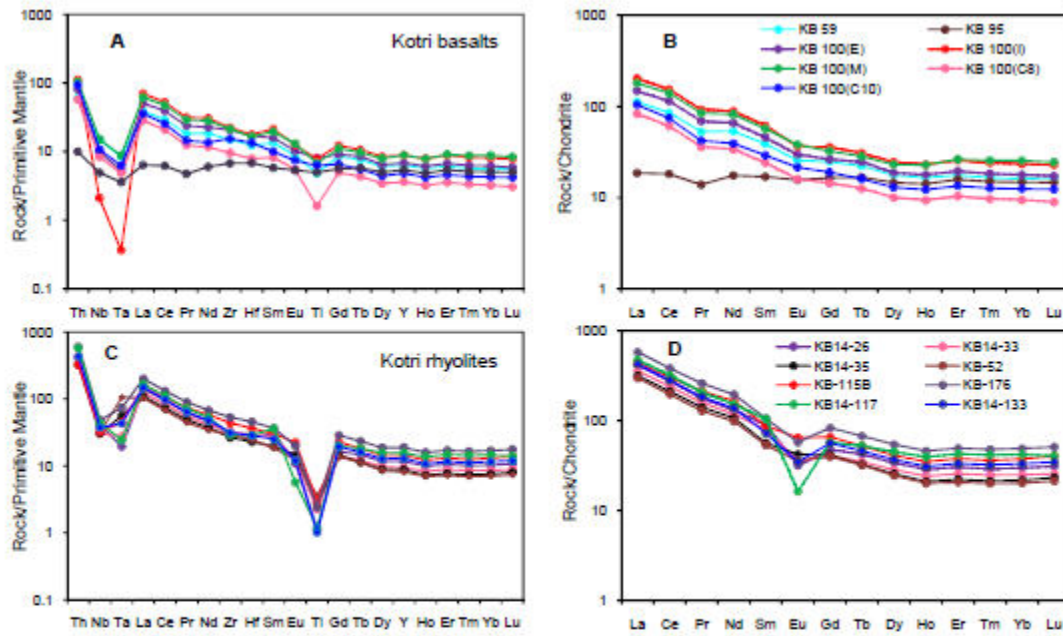 A
Kotri basalts
Rock/Primitive Mantle
1000
100
10
1
0.1
Th Nb Ta La Ce Pr Nd Zr Hf Sm Eu Ti Gd Tb Dy Y Ho Er Tm Yb Lu
B
KB 59 KB 95
KB 100(E) KB 100(I)
KB 100(M) KB 100(C8)
KB 100(C10)
Rock/Chondrite
1000
100
10
1
La Ce Pr Nd Sm Eu Gd Tb Dy Ho Er Tm Yb Lu
C
Kotri rhyolites
Rock/Primitive Mantle
1000
100
10
1
0.1
Th Nb Ta La Ce Pr Nd Zr Hf Sm Eu Ti Gd Tb Dy Y Ho Er Tm Yb Lu
D
KB14-26 KB14-33
KB14-35 KB-52
KB-115B KB-176
KB14-117 KB14-133
Rock/Chondrite
1000
100
10
1
La Ce Pr Nd Sm Eu Gd Tb Dy Ho Er Tm Yb Lu